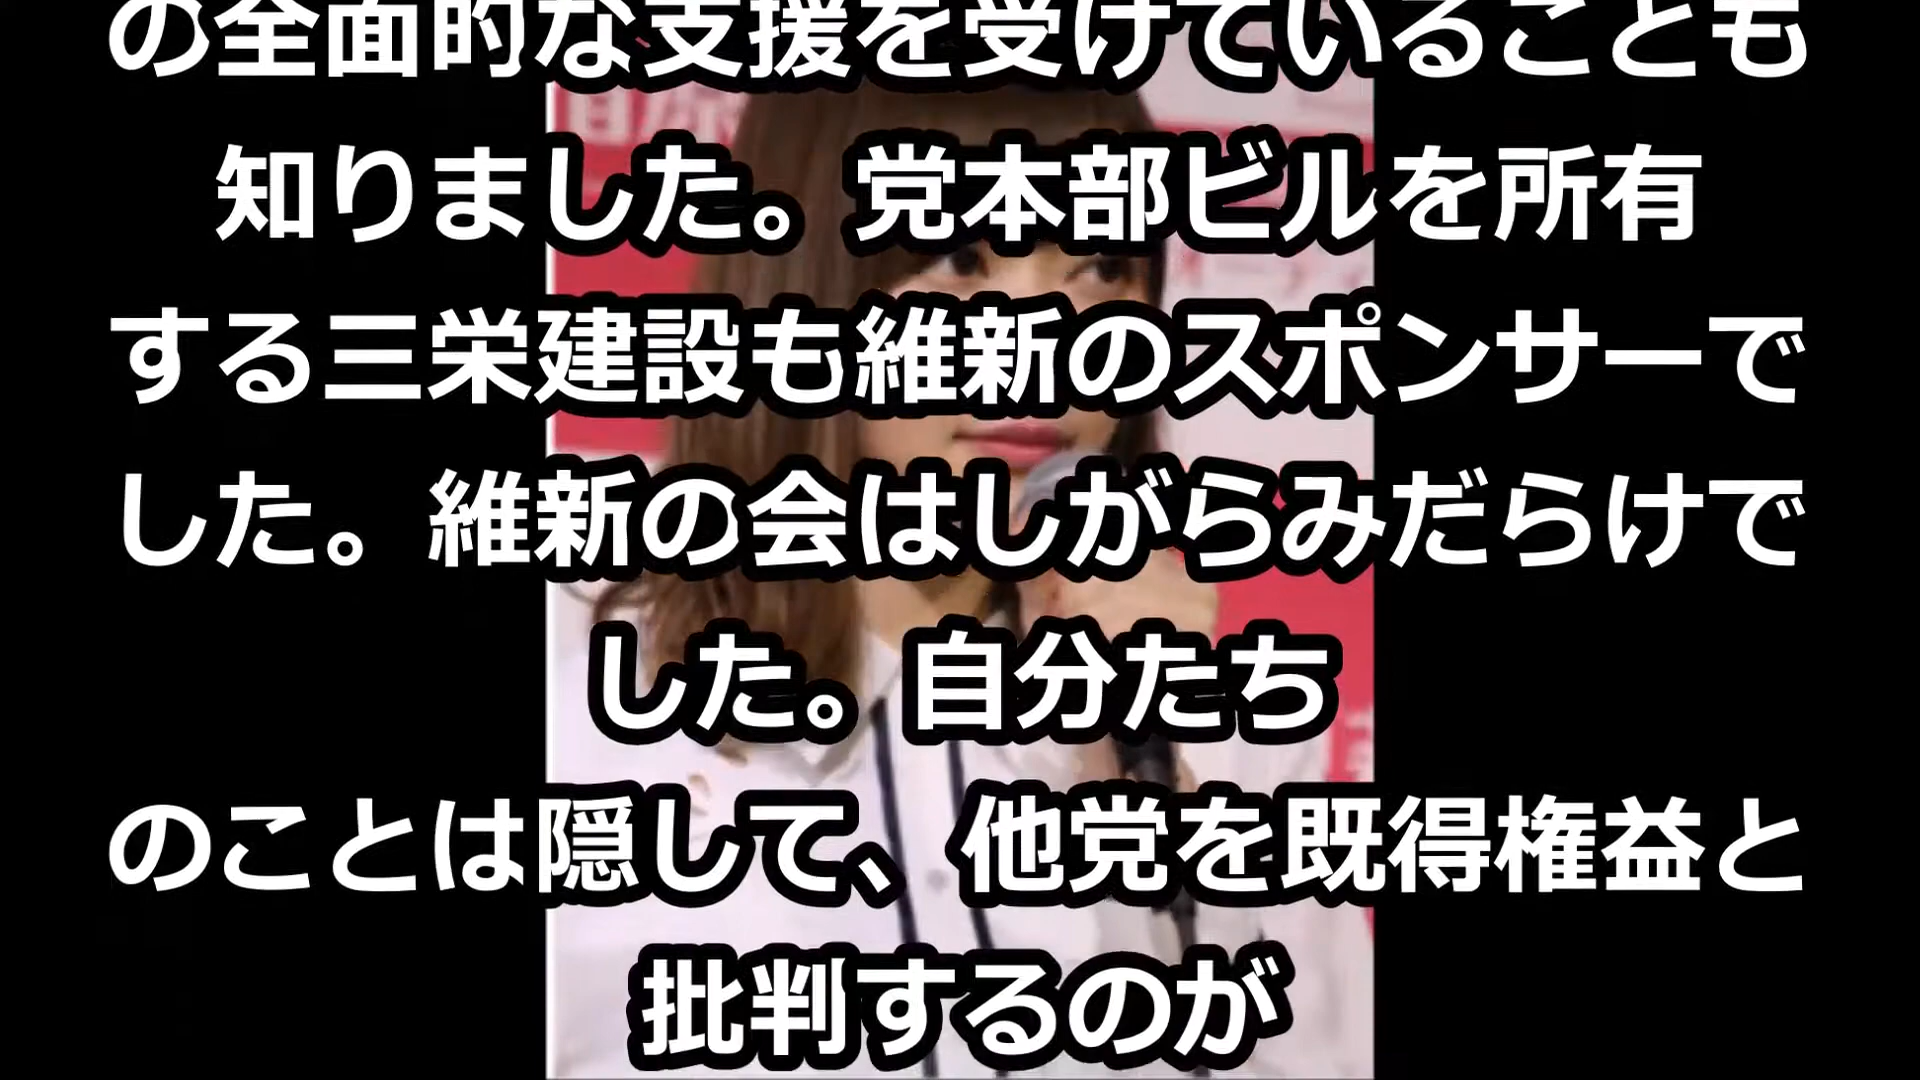 の全面的な支援を受けていることも
知りました。党本部ビルを所有
する三栄建設も維新のスポンサーで
した。維新の会はしがらみだらけで
した。自分たち
のことは隠して、他党を既得権益と
批判するのが